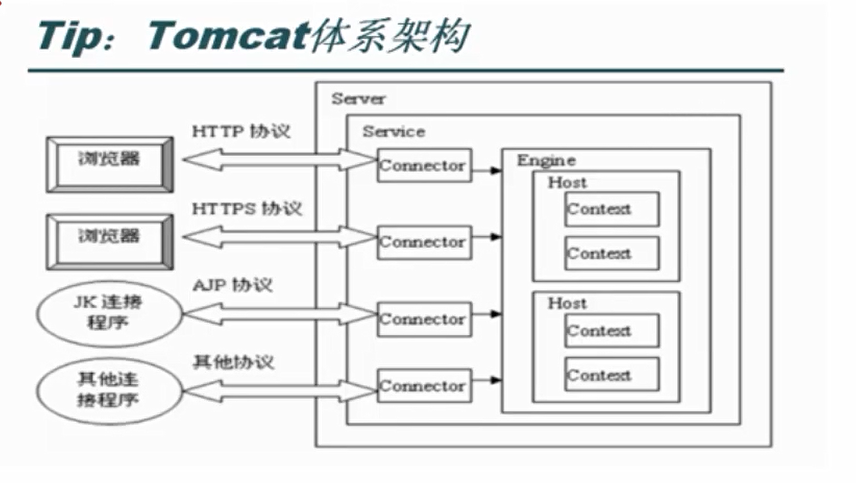 Tip：Tomcat体系架构
Server
HTTP 协议
Service
浏览器
Connector
Engine
Host
Context
HTTPS 协议
浏览器
Connector
Context
AJP 协议
JK 连接
程序
Connector
Host
Context
其他协议
其他连
接程序
Connector
Context